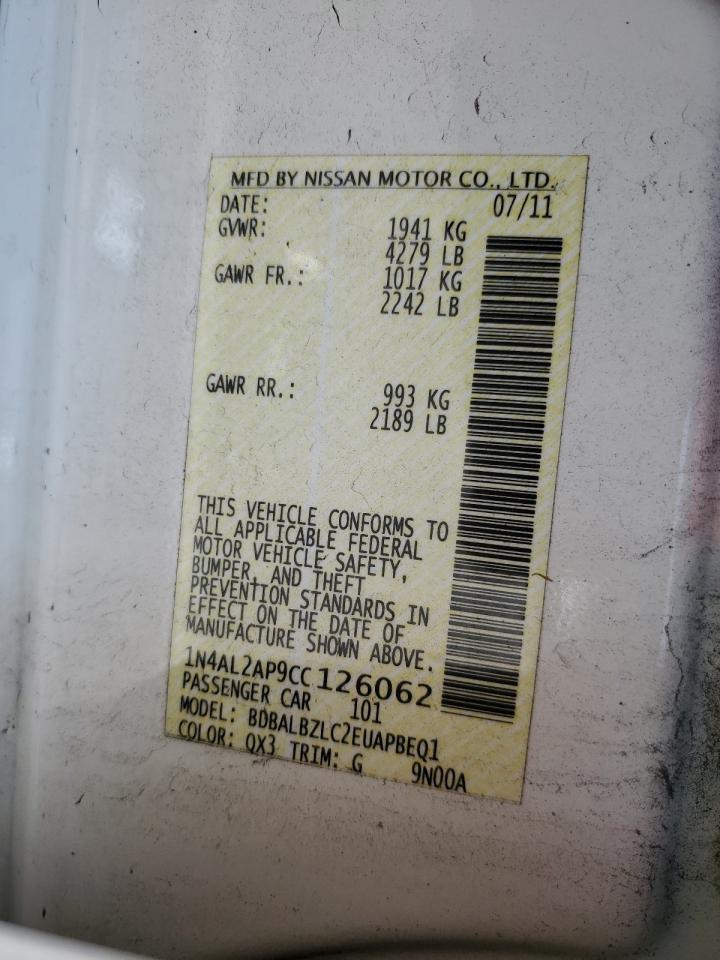 MFD BY NISSAN MOTOR CO., LTD.
DATE: 07/11
GVWR: 1941 KG
4279 LB
GAWR FR.: 1017 KG
2242 LB
GAWR RR.: 993 KG
2189 LB
THIS VEHICLE CONFORMS TO
ALL APPLICABLE FEDERAL
MOTOR VEHICLE SAFETY,
BUMPER, AND THEFT
PREVENTION STANDARDS IN
EFFECT ON THE DATE OF
MANUFACTURE SHOWN ABOVE.
1N4AL2AP9CC126062
PASSENGER CAR 101
MODEL: BDBALBZLC2EUAPBEQ1
COLOR: QX3 TRIM: G 9N00A